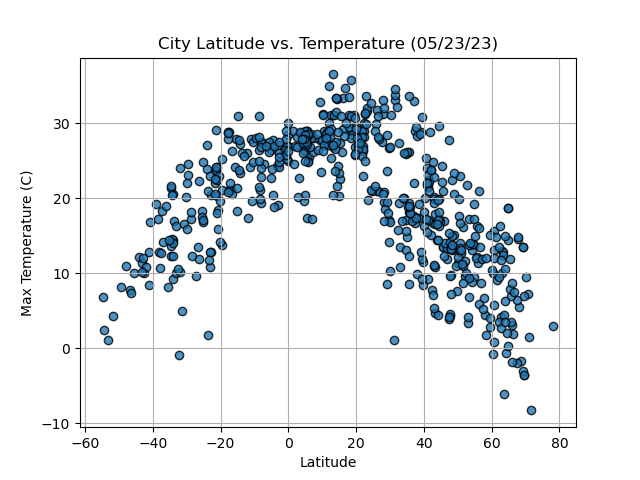 City Latitude vs. Temperature (05/23/23)
30
20
10
0
−10
Max Temperature (C)
−60 −40 −20 0 20 40 60 80
Latitude